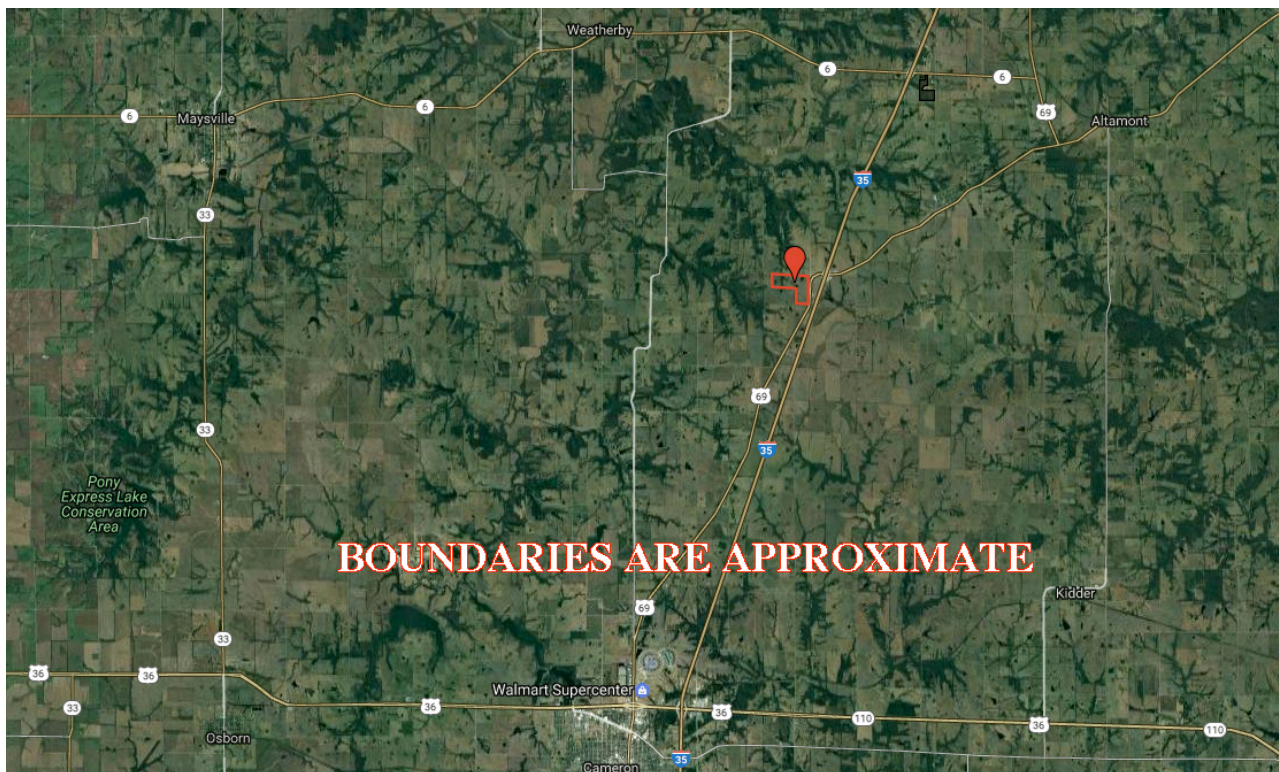 Weatherby
6
6
69
6
6
Maysville
Altamont
35
33
69
35
33
Pony
Express Lake
Conservation
Area
BOUNDARIES ARE APPROXIMATE
Kidder
69
33
36
36
Walmart Supercenter
36
33
36
110
36
110
Osborn
35
Cameron